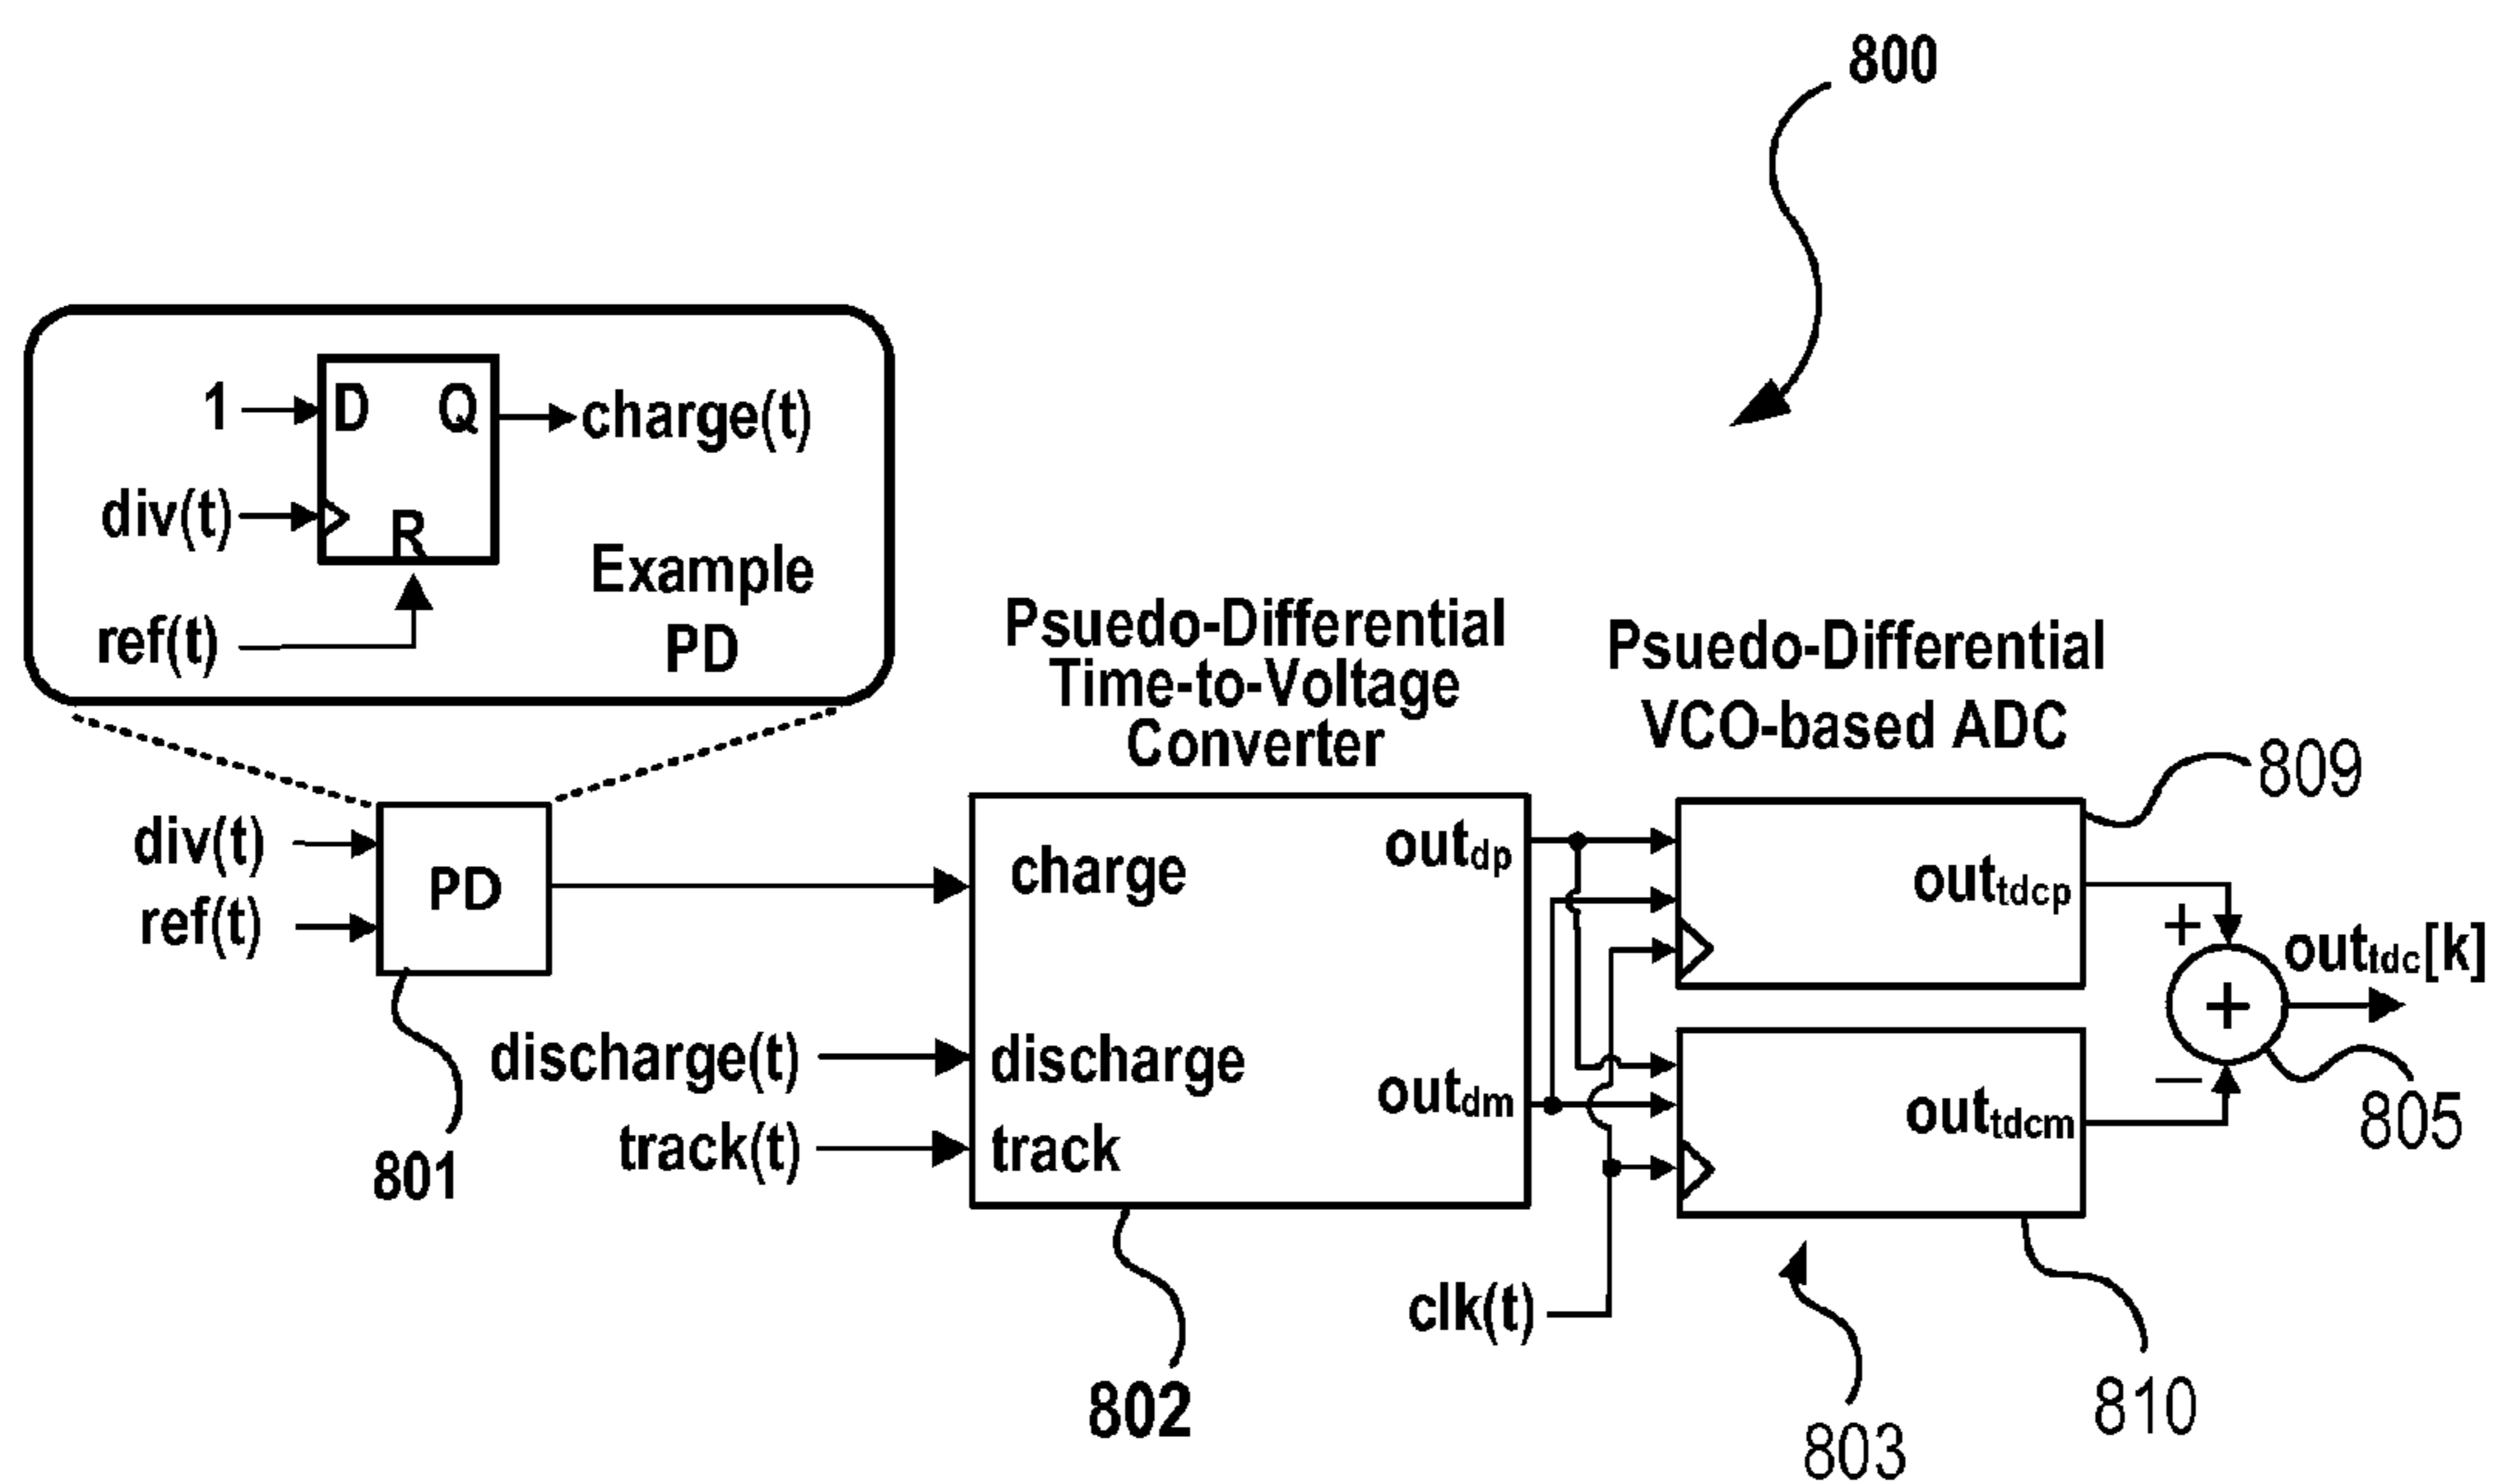 800
1
D
Q
charge(t)
div(t)
R
Example
PD
ref(t)
Psuedo-Differential
Time-to-Voltage
Converter
Psuedo-Differential
VCO-based ADC
809
div(t)
ref(t)
PD
801
charge
discharge(t)
discharge
track(t)
track
outdp
outdm
802
clk(t)
outtdcp
outtdcm
+
+
−
outtdc[k]
805
803
810